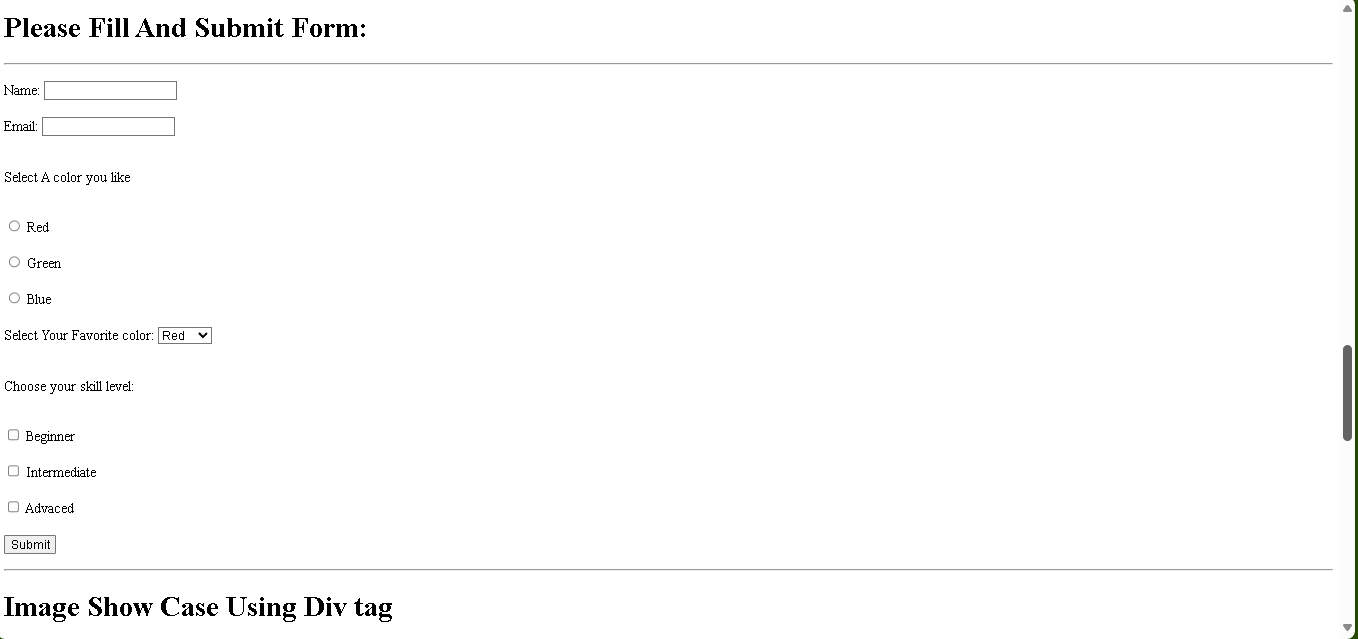 Please Fill And Submit Form:
Name:
Email:
Select A color you like
Red
Green
Blue
Select Your Favorite color: Red
Choose your skill level:
Beginner
Intermediate
Advaced
Submit
Image Show Case Using Div tag